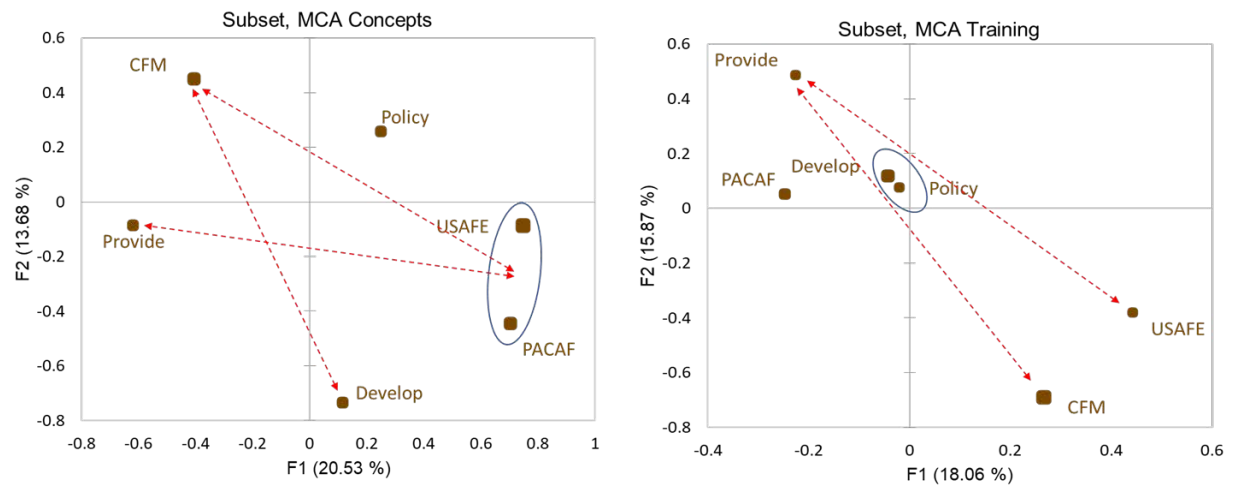 Subset, MCA Concepts
0.6
0.4
0.2
0
-0.2
-0.4
-0.6
-0.8
F2 (13.68 %)
CFM
Policy
USAFE
Provide
PACAF
Develop
-0.8 -0.6 -0.4 -0.2 0 0.2 0.4 0.6 0.8 1
F1 (20.53 %)
Subset, MCA Training
0.6
0.4
0.2
0
-0.2
-0.4
-0.6
-0.8
F2 (15.87 %)
Provide
Develop
PACAF
Policy
USAFE
CFM
-0.4 -0.2 0 0.2 0.4 0.6
F1 (18.06 %)